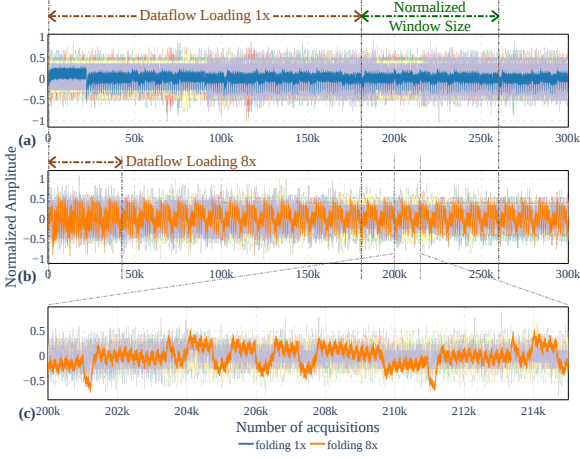 Dataflow Loading 1x
Normalized
Window Size
1
0.5
0
−0.5
−1
(a)
0 50k 100k 150k 200k 250k 300k
Dataflow Loading 8x
Normalized Amplitude
1
0.5
0
−0.5
−1
(b)
0 50k 100k 150k 200k 250k 300k
0.5
0
−0.5
(c)
200k 202k 204k 206k 208k 210k 212k 214k
Number of acquisitions
folding 1x folding 8x